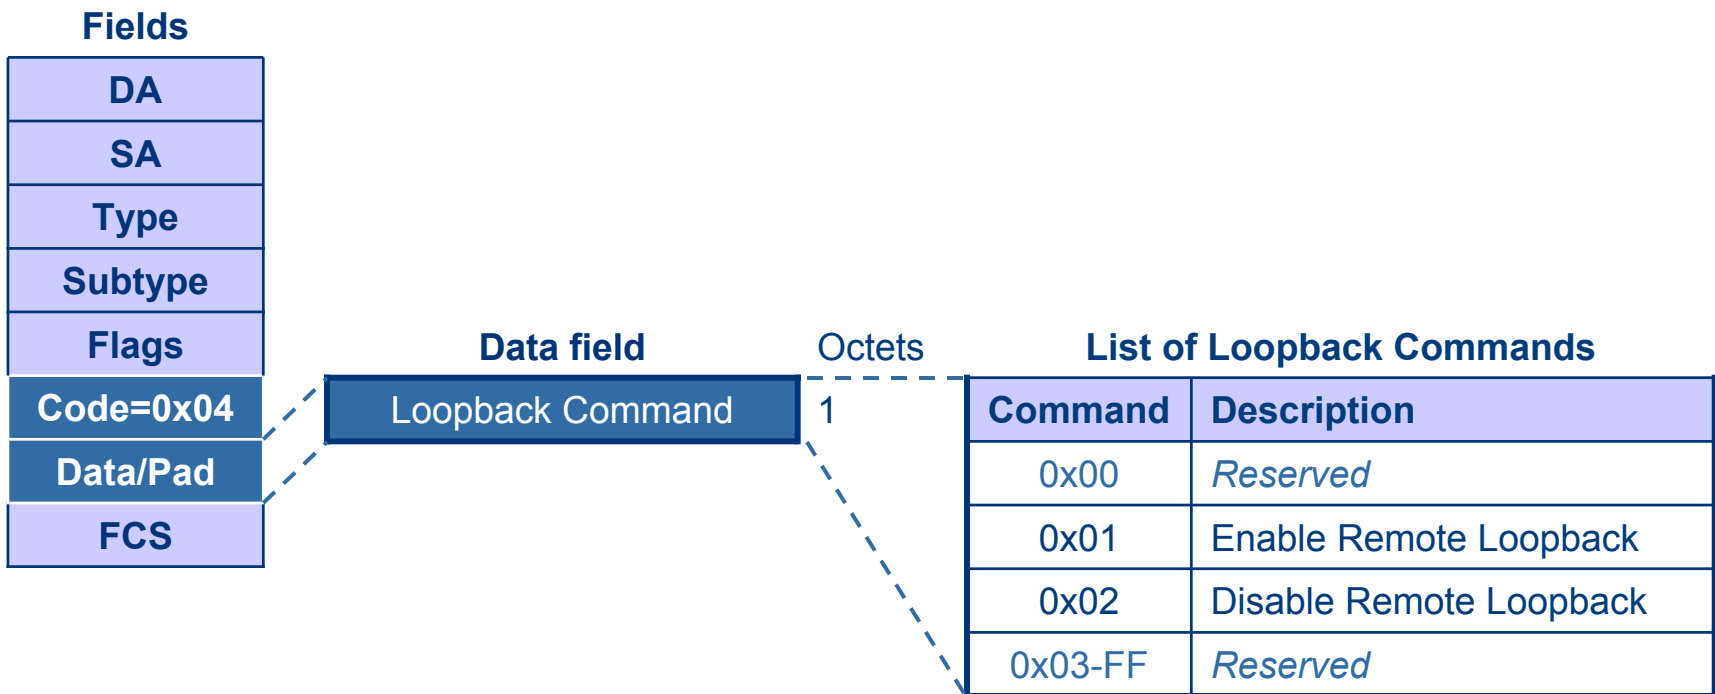 Fields
DA
SA
Type
Subtype
Flags
Code=0x04
Data/Pad
FCS
Data field
Octets
Loopback Command
1
List of Loopback Commands
Command Description
0x00 Reserved
0x01 Enable Remote Loopback
0x02 Disable Remote Loopback
0x03-FF Reserved